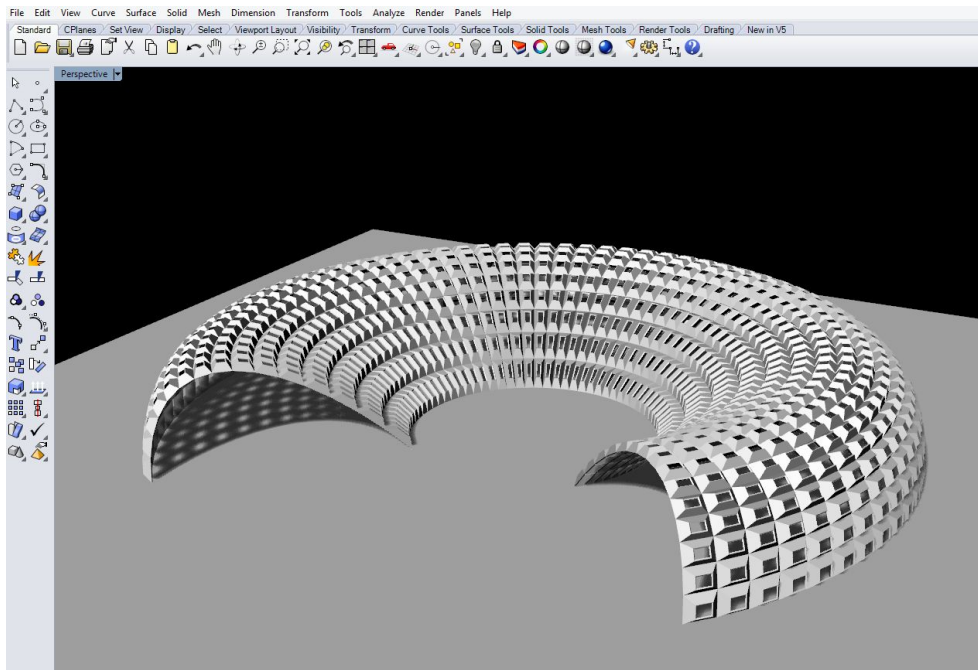 File Edit View Curve Surface Solid Mesh Dimension Transform Tools Analyze Render Panels Help
Standard CPlanes Set View Display Select Viewport Layout Visibility Transform Curve Tools Surface Tools Solid Tools Mesh Tools Render Tools Drafting New in V5
Perspective